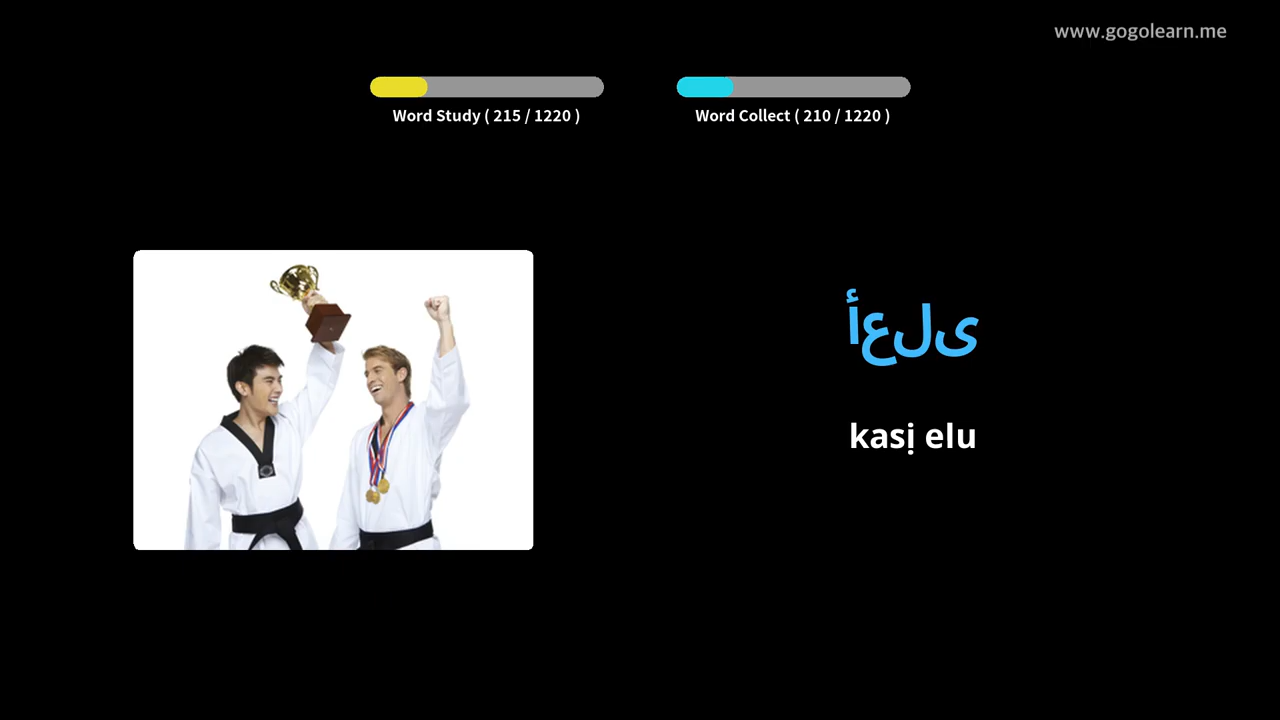 www.gogolearn.me
Word Study ( 215 / 1220 )
Word Collect ( 210 / 1220 )
أعلى
kasị elu